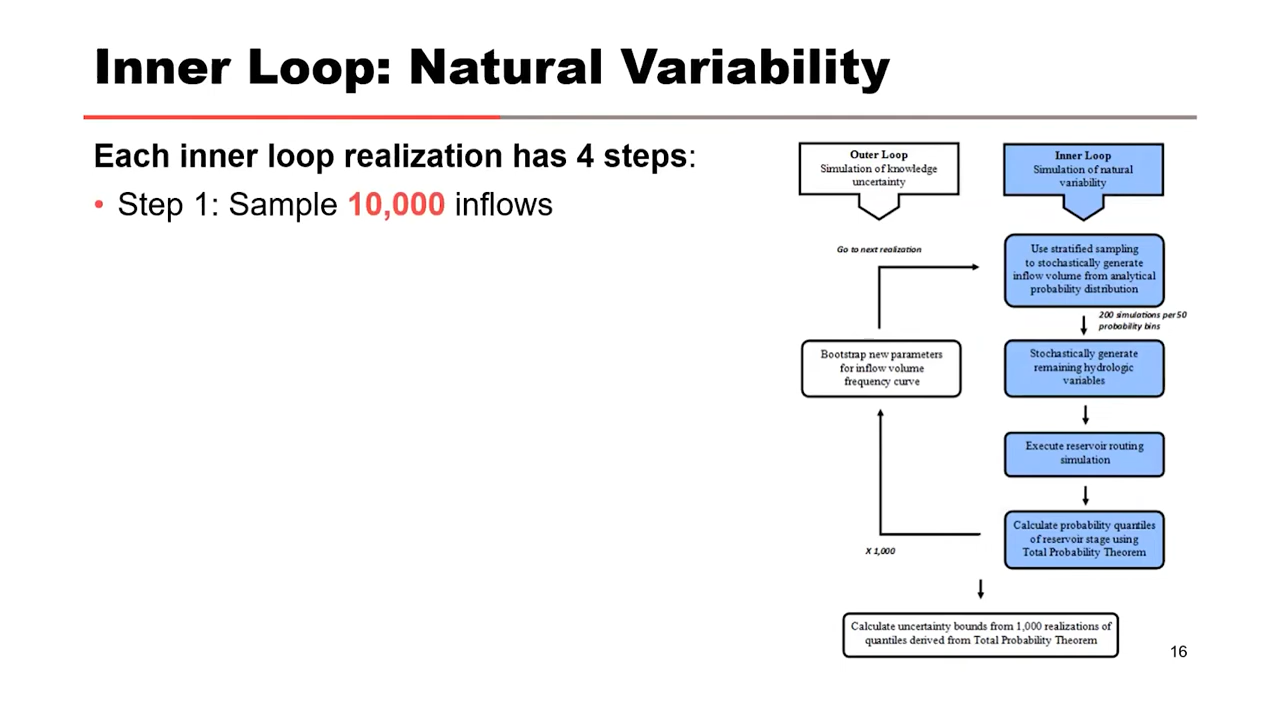 Inner Loop: Natural Variability
Each inner loop realization has 4 steps:
• Step 1: Sample 10,000 inflows
Outer Loop
Simulation of knowledge
uncertainty
Inner Loop
Simulation of natural
variability
Go to next realization
Use stratified sampling
to stochastically generate
inflow volume from analytical
probability distribution
200 simulations per 50
probability bins
Bootstrap new parameters
for inflow volume
frequency curve
Stochastically generate
remaining hydrologic
variables
Execute reservoir routing
simulation
Calculate probability quantiles
of reservoir stage using
Total Probability Theorem
X 1,000
Calculate uncertainty bounds from 1,000 realizations of
quantiles derived from Total Probability Theorem
16